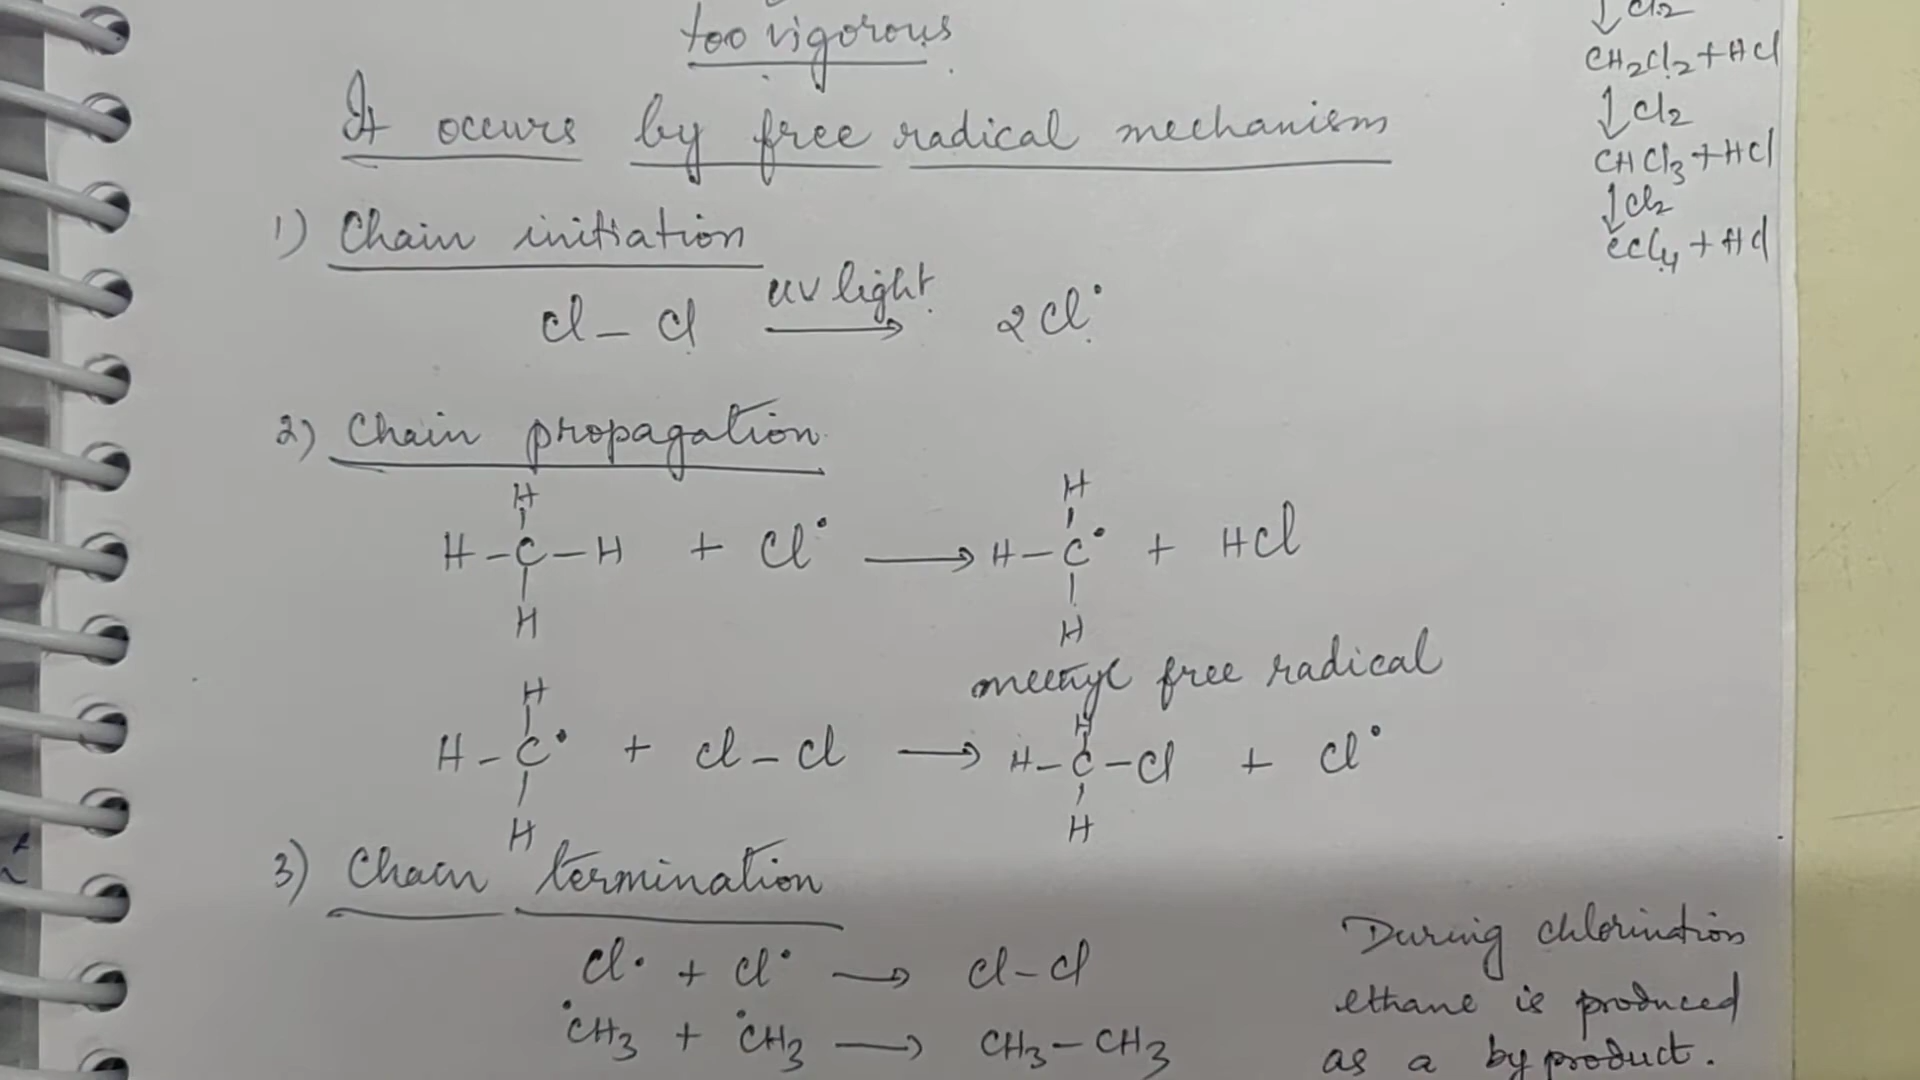 too vigorous
It occurs by free radical mechanism
1) Chain initiation
Cl – Cl uv light → 2Cl•
2) Chain propagation
H
H – C – H + Cl• → H – C• + HCl
H
H
H
methyl free radical
H
H – C• + Cl – Cl → H – C – Cl + Cl•
H
H
H
3) Chain termination
Cl• + Cl• → Cl – Cl
•CH3 + •CH3 → CH3 – CH3
↓ Cl2
CH2Cl2 + HCl
↓ Cl2
CHCl3 + HCl
↓ Cl2
CCl4 + HCl
During chlorination
ethane is produced
as a by product.